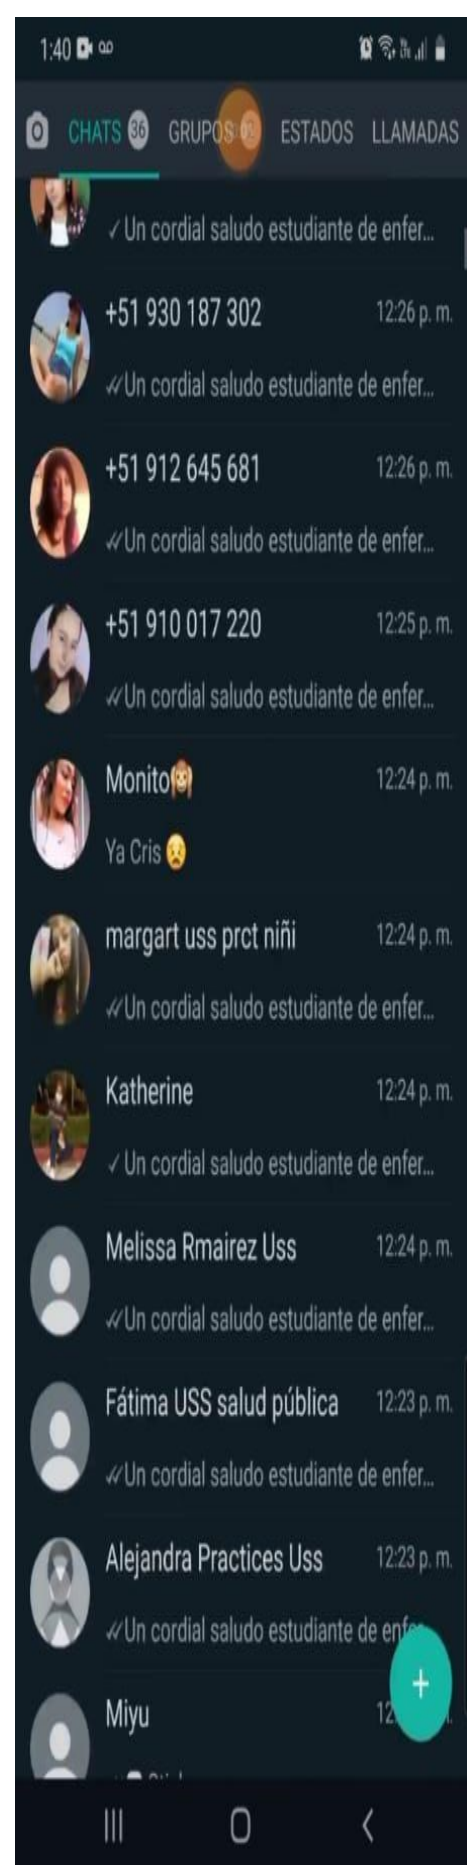 1:40
CHATS 36 GRUPOS ESTADOS LLAMADAS
✓ Un cordial saludo estudiante de enfer...
+51 930 187 302 12:26 p. m.
✓✓Un cordial saludo estudiante de enfer...
+51 912 645 681 12:26 p. m.
✓✓Un cordial saludo estudiante de enfer...
+51 910 017 220 12:25 p. m.
✓✓Un cordial saludo estudiante de enfer...
Monito🙉 12:24 p. m.
Ya Cris 😣
margart uss prct niñi 12:24 p. m.
✓✓Un cordial saludo estudiante de enfer...
Katherine 12:24 p. m.
✓ Un cordial saludo estudiante de enfer...
Melissa Rmairez Uss 12:24 p. m.
✓✓Un cordial saludo estudiante de enfer...
Fátima USS salud pública 12:23 p. m.
✓✓Un cordial saludo estudiante de enfer...
Alejandra Practices Uss 12:23 p. m.
✓✓Un cordial saludo estudiante de enfer...
Miyu